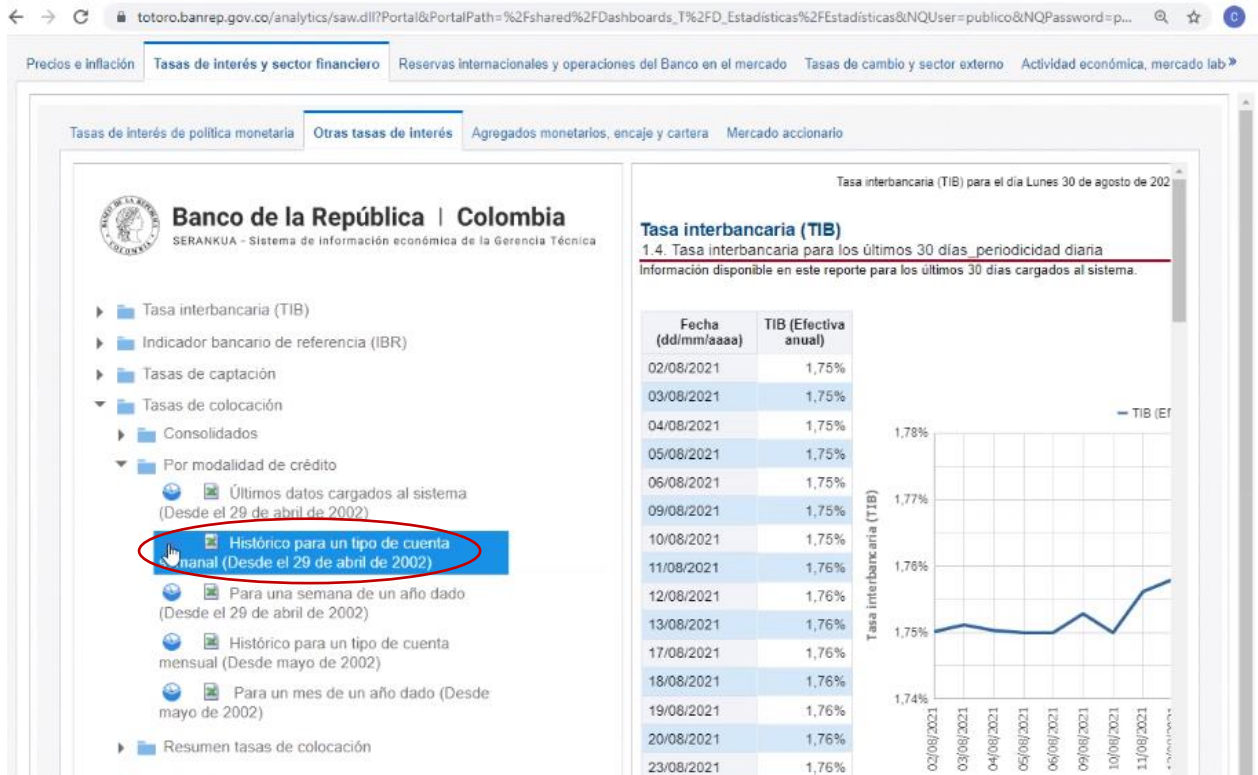 totoro.banrep.gov.co/analytics/saw.dll?Portal&PortalPath=%2Fshared%2FDashboards_T%2FD_Estadísticas%2FEstadísticas&NQUser=publico&NQPassword=p...
C
Precios e inflación Tasas de interés y sector financiero Reservas internacionales y operaciones del Banco en el mercado Tasas de cambio y sector externo Actividad económica, mercado lab »
Tasas de interés de política monetaria Otras tasas de interés Agregados monetarios, encaje y cartera Mercado accionario
Banco de la República | Colombia
SERANKUA - Sistema de información económica de la Gerencia Técnica
Tasa interbancaria (TIB)
Indicador bancario de referencia (IBR)
Tasas de captación
Tasas de colocación
Consolidados
Por modalidad de crédito
Últimos datos cargados al sistema
(Desde el 29 de abril de 2002)
Histórico para un tipo de cuenta
manal (Desde el 29 de abril de 2002)
Para una semana de un año dado
(Desde el 29 de abril de 2002)
Histórico para un tipo de cuenta
mensual (Desde mayo de 2002)
Para un mes de un año dado (Desde
mayo de 2002)
Resumen tasas de colocación
Tasa interbancaria (TIB) para el día Lunes 30 de agosto de 202
Tasa interbancaria (TIB)
1.4. Tasa interbancaria para los últimos 30 días_periodicidad diaria
Información disponible en este reporte para los últimos 30 días cargados al sistema.
Fecha TIB (Efectiva
(dd/mm/aaaa) anual)
02/08/2021 1,75%
03/08/2021 1,75%
04/08/2021 1,75%
05/08/2021 1,75%
06/08/2021 1,75%
09/08/2021 1,75%
10/08/2021 1,75%
11/08/2021 1,76%
12/08/2021 1,76%
13/08/2021 1,76%
17/08/2021 1,76%
18/08/2021 1,76%
19/08/2021 1,76%
20/08/2021 1,76%
23/08/2021 1,76%
TIB (Ef
Tasa interbancaria (TIB)
1,78%
1,77%
1,76%
1,75%
1,74%
02/08/2021
03/08/2021
04/08/2021
05/08/2021
06/08/2021
09/08/2021
10/08/2021
11/08/2021